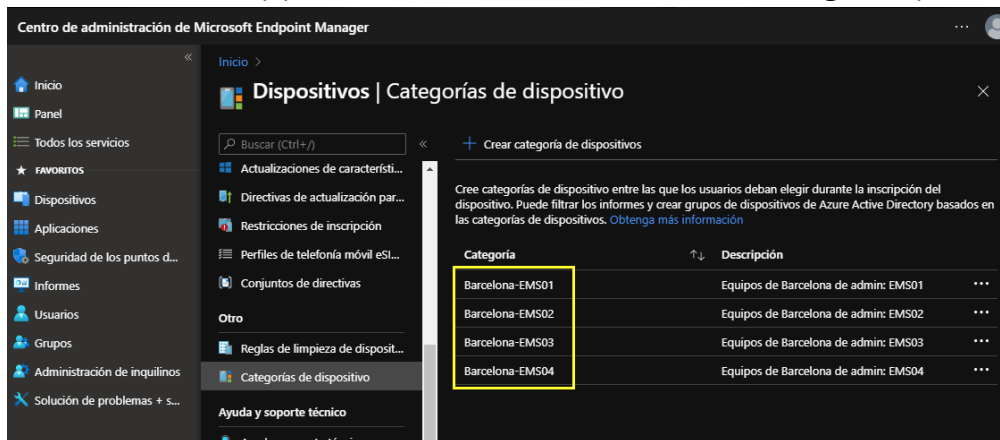 Centro de administración de Microsoft Endpoint Manager
Inicio >
Dispositivos | Categorías de dispositivo
Inicio
Panel
Todos los servicios
FAVORITOS
Dispositivos
Aplicaciones
Seguridad de los puntos d...
Informes
Usuarios
Grupos
Administración de inquilinos
Solución de problemas + s...
Buscar (Ctrl+/)
Actualizaciones de característi...
Directivas de actualización par...
Restricciones de inscripción
Perfiles de telefonía móvil eSI...
Conjuntos de directivas
Otro
Reglas de limpieza de disposit...
Categorías de dispositivo
Ayuda y soporte técnico
Crear categoría de dispositivos
Cree categorías de dispositivo entre las que los usuarios deban elegir durante la inscripción del
dispositivo. Puede filtrar los informes y crear grupos de dispositivos de Azure Active Directory basados en
las categorías de dispositivos. Obtenga más información
Categoría Descripción
Barcelona-EMS01 Equipos de Barcelona de admin: EMS01
Barcelona-EMS02 Equipos de Barcelona de admin: EMS02
Barcelona-EMS03 Equipos de Barcelona de admin: EMS03
Barcelona-EMS04 Equipos de Barcelona de admin: EMS04